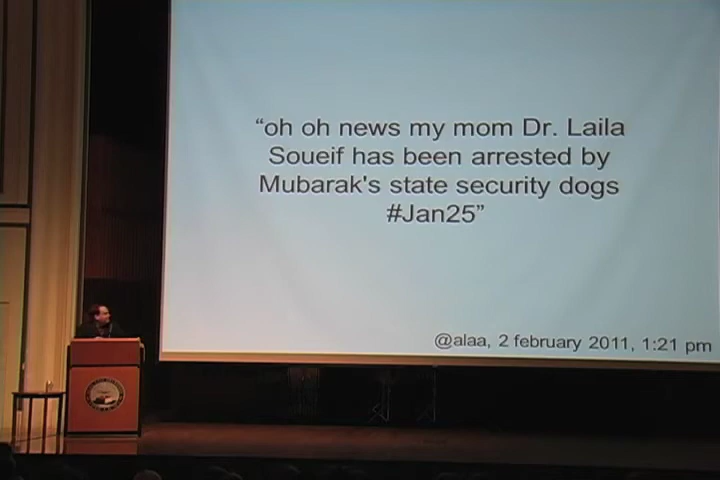 “oh oh news my mom Dr. Laila
Soueif has been arrested by
Mubarak's state security dogs
#Jan25”
@alaa, 2 february 2011, 1:21 pm